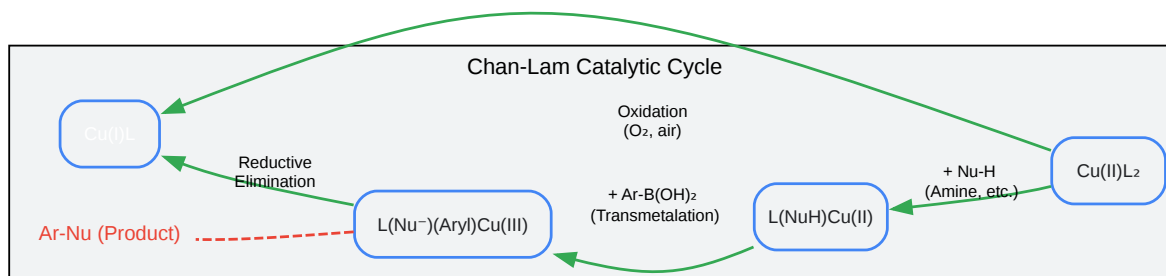 Chan-Lam Catalytic Cycle
Oxidation
(O₂, air)
Cu(I)L
Reductive
Elimination
+ Nu-H
(Amine, etc.)
Cu(II)L₂
+ Ar-B(OH)₂
(Transmetalation)
L(NuH)Cu(II)
L(Nu⁻)(Aryl)Cu(III)
Ar-Nu (Product)